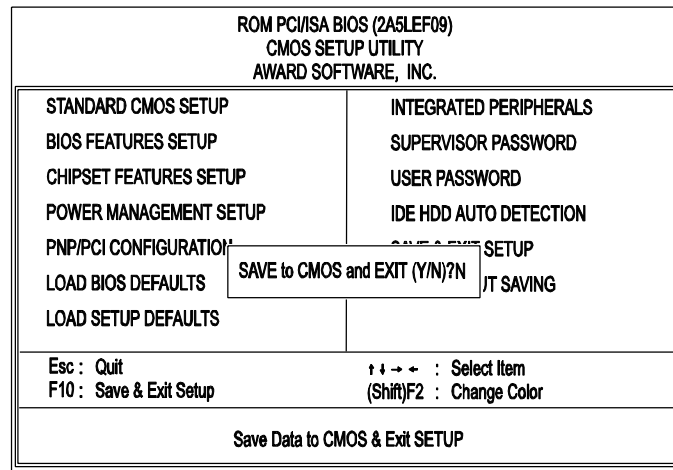 ROM PCI/ISA BIOS (2A5LEF09)
CMOS SETUP UTILITY
AWARD SOFTWARE, INC.
STANDARD CMOS SETUP
BIOS FEATURES SETUP
CHIPSET FEATURES SETUP
POWER MANAGEMENT SETUP
PNP/PCI CONFIGURATION
LOAD BIOS DEFAULTS
LOAD SETUP DEFAULTS
INTEGRATED PERIPHERALS
SUPERVISOR PASSWORD
USER PASSWORD
IDE HDD AUTO DETECTION
SAVE & EXIT SETUP
SAVING
SAVE to CMOS and EXIT (Y/N)?N
Esc : Quit
F10 : Save & Exit Setup
↑ ↓ → ← : Select Item
(Shift)F2 : Change Color
Save Data to CMOS & Exit SETUP